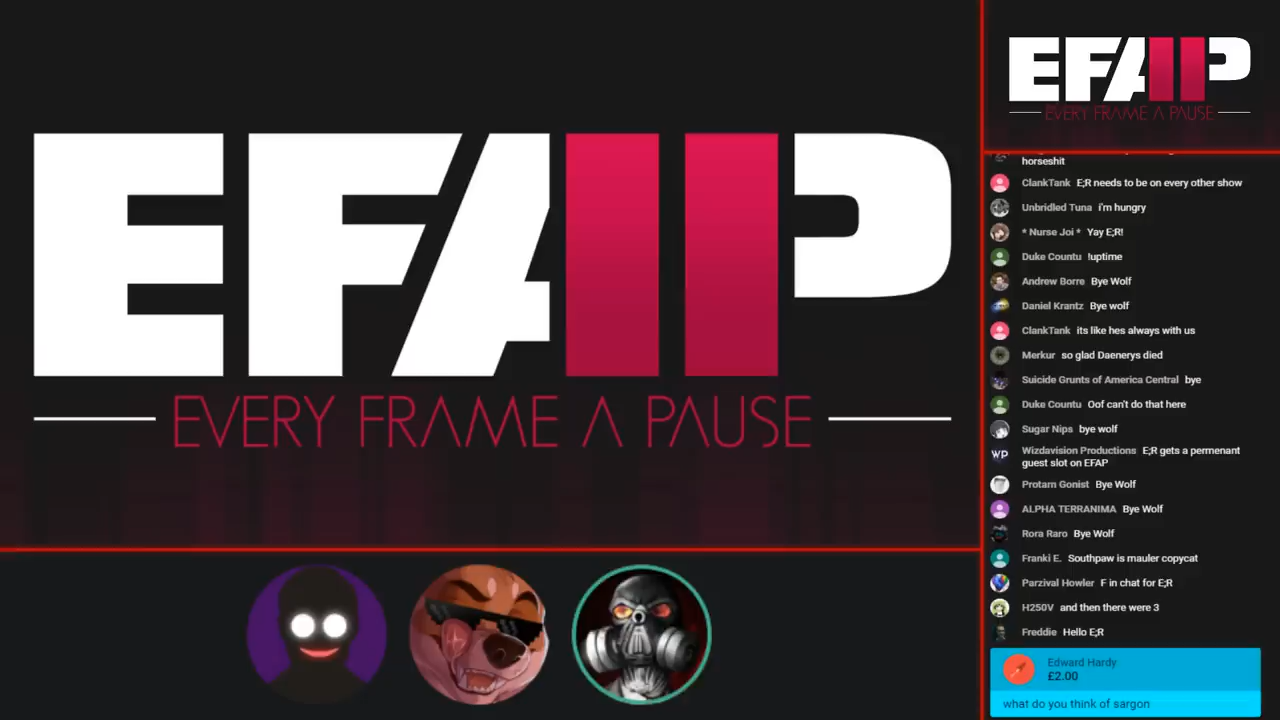 EFAP
EVERY FRAME A PAUSE
EFAP
EVERY FRAME A PAUSE
horseshit
ClankTank E;R needs to be on every other show
Unbridled Tuna i'm hungry
* Nurse Joi * Yay E;R!
Duke Countu !uptime
Andrew Borre Bye Wolf
Daniel Krantz Bye wolf
ClankTank its like hes always with us
Merkur so glad Daenerys died
Suicide Grunts of America Central bye
Duke Countu Oof can't do that here
Sugar Nips bye wolf
WP Wizdavision Productions E;R gets a permenant
guest slot on EFAP
Protarn Gonist Bye Wolf
ALPHA TERRANIMA Bye Wolf
Rora Raro Bye Wolf
Franki E. Southpaw is mauler copycat
Parzival Howler F in chat for E;R
H250V and then there were 3
Freddie Hello E;R
Edward Hardy
£2.00
what do you think of sargon